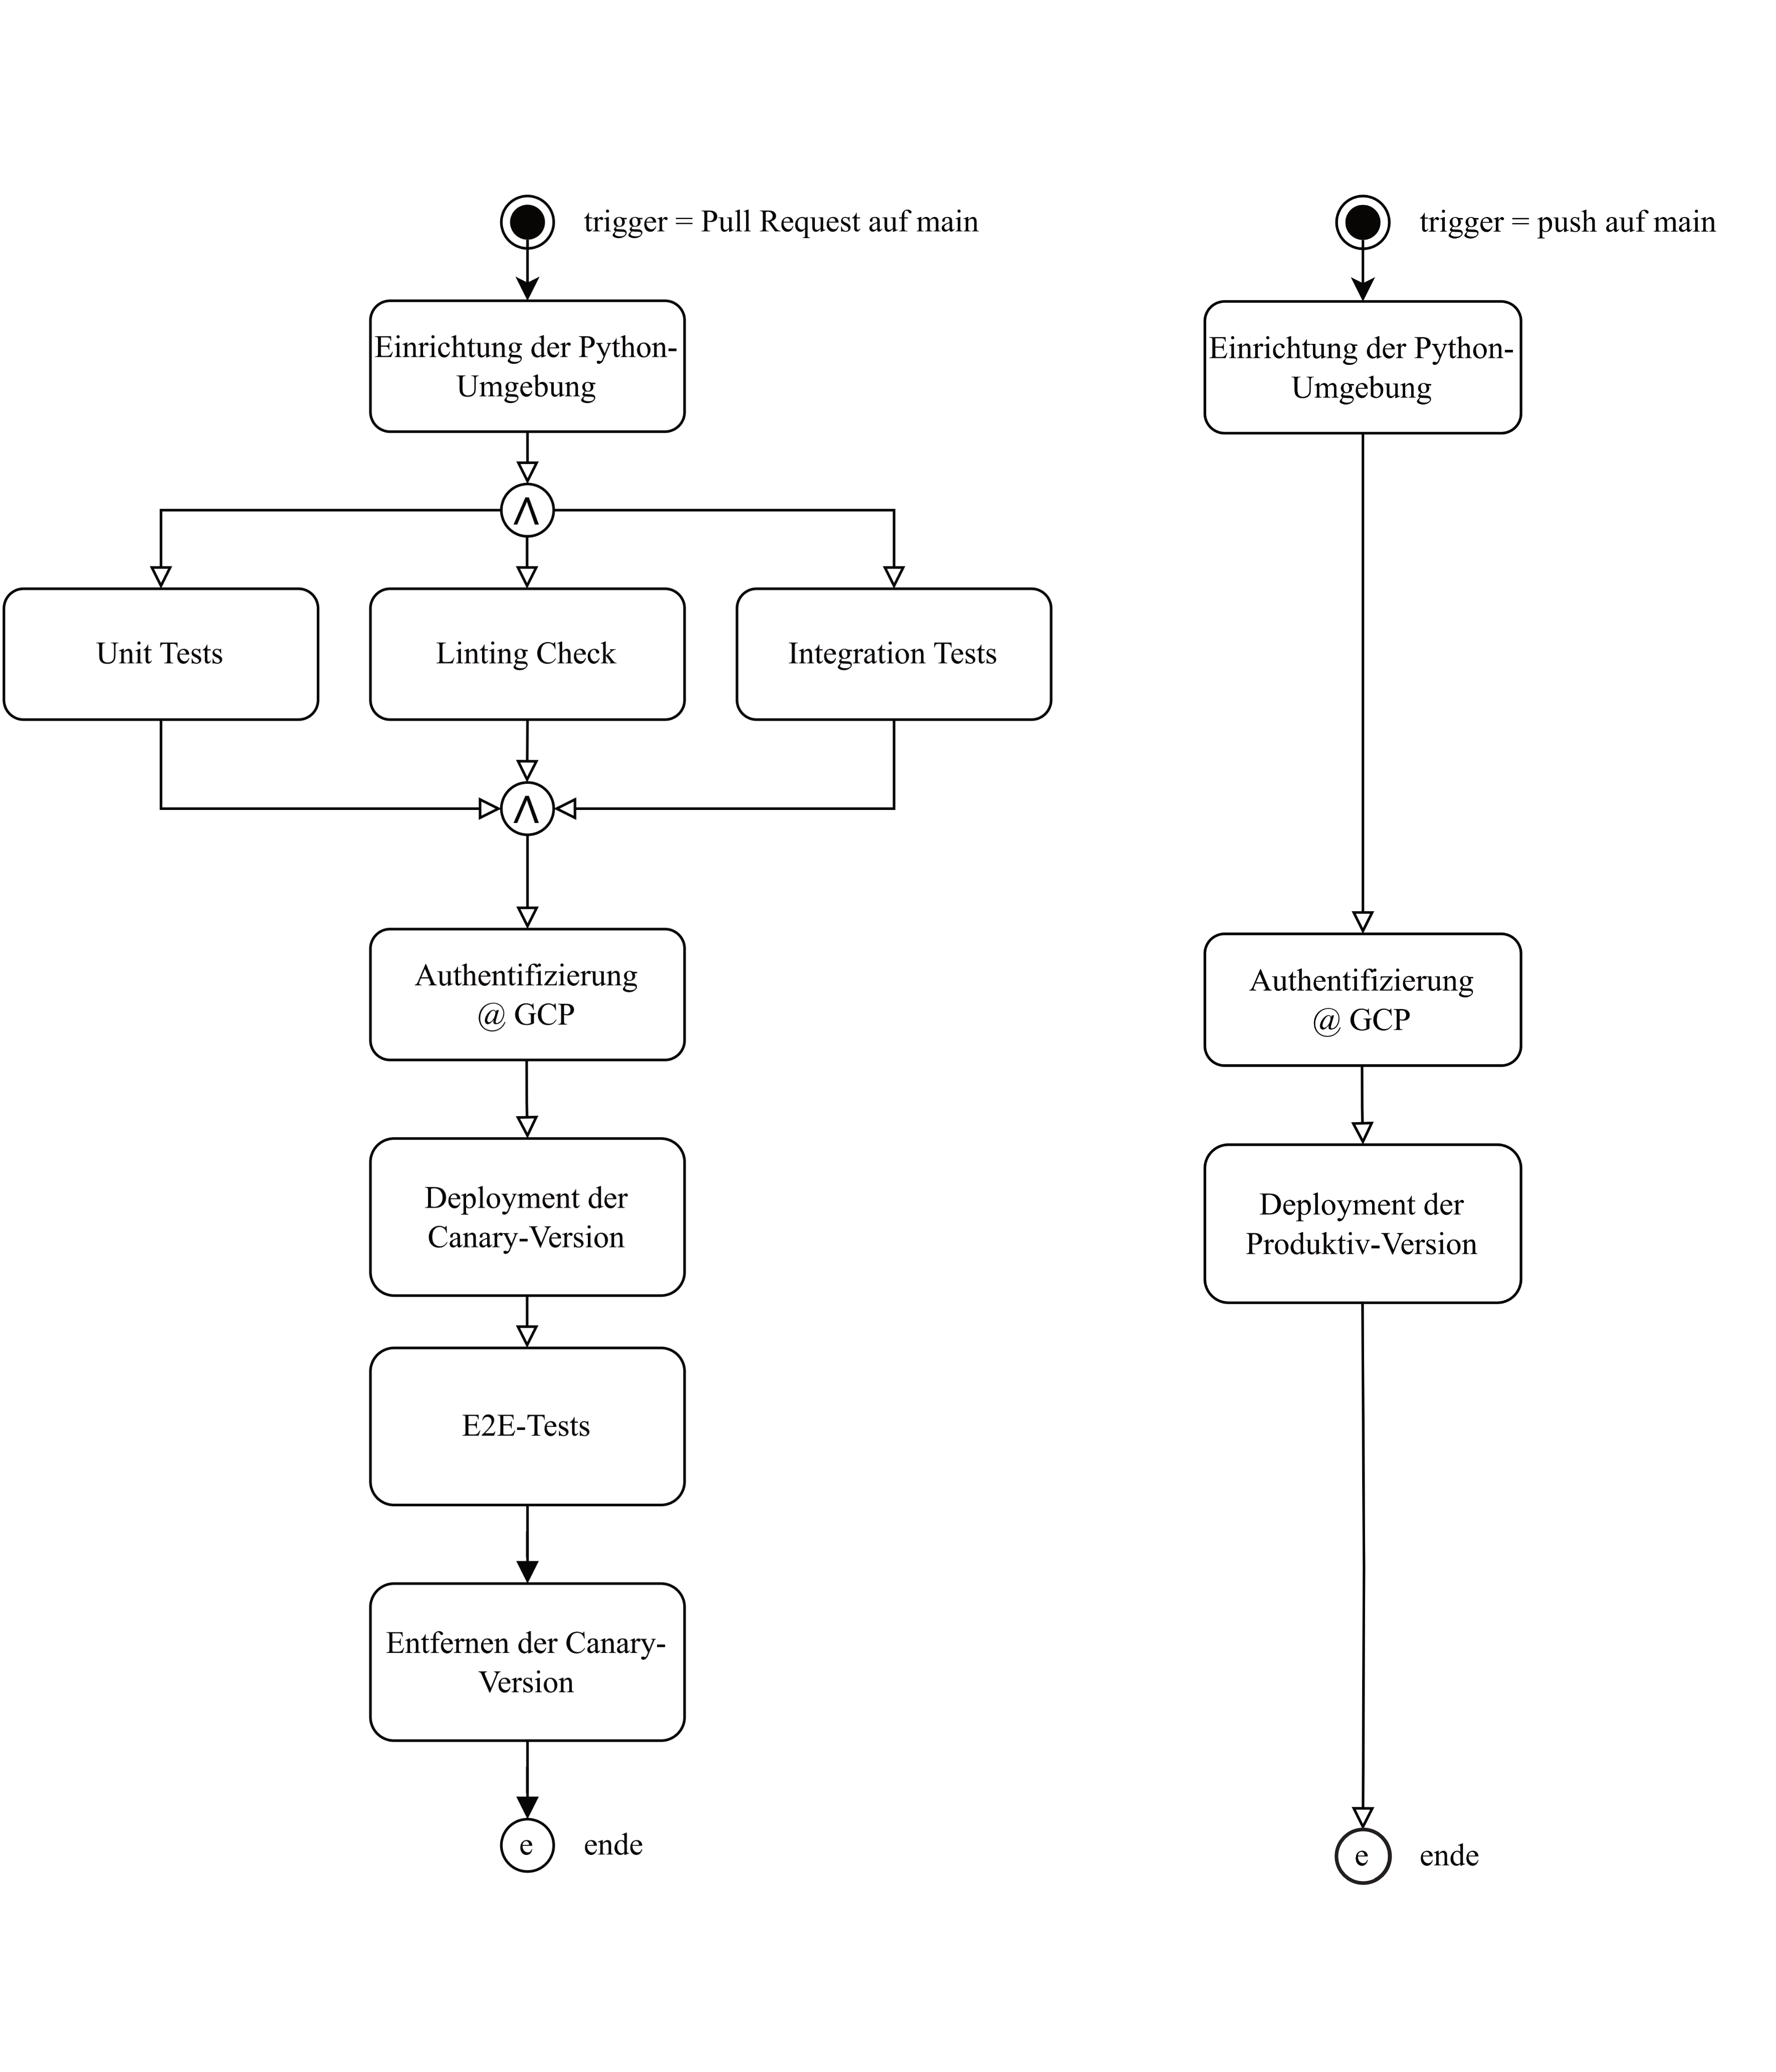 trigger = Pull Request auf main
Einrichtung der Python-
Umgebung
Λ
Unit Tests
Linting Check
Integration Tests
Λ
Authentifizierung
@ GCP
Deployment der
Canary-Version
E2E-Tests
Entfernen der Canary-
Version
e
ende
trigger = push auf main
Einrichtung der Python-
Umgebung
Authentifizierung
@ GCP
Deployment der
Produktiv-Version
e
ende